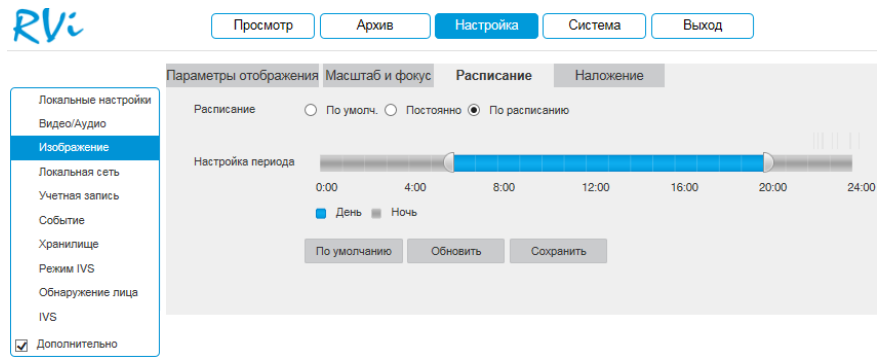 RVi
Просмотр Архив Настройка Система Выход
Параметры отображения Масштаб и фокус Расписание Наложение
Локальные настройки
Видео/Аудио
Изображение
Локальная сеть
Учетная запись
Событие
Хранилище
Режим IVS
Обнаружение лица
IVS
Дополнительно
Расписание По умолч. Постоянно По расписанию
Настройка периода
0:00 4:00 8:00 12:00 16:00 20:00 24:00
День Ночь
По умолчанию Обновить Сохранить